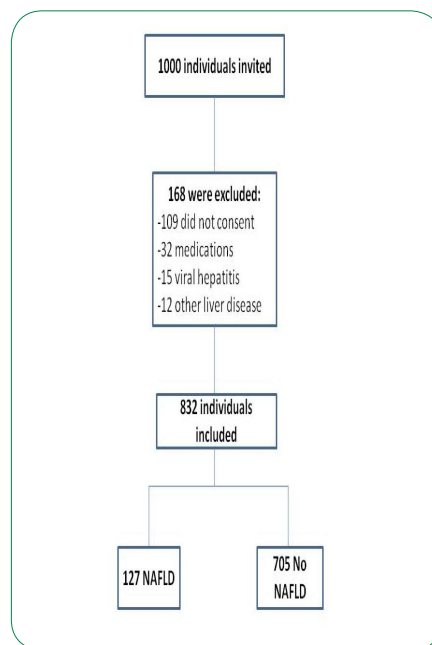 1000 individuals invited
168 were excluded:
-109 did not consent
-32 medications
-15 viral hepatitis
-12 other liver disease
832 individuals
included
127 NAFLD
705 No
NAFLD